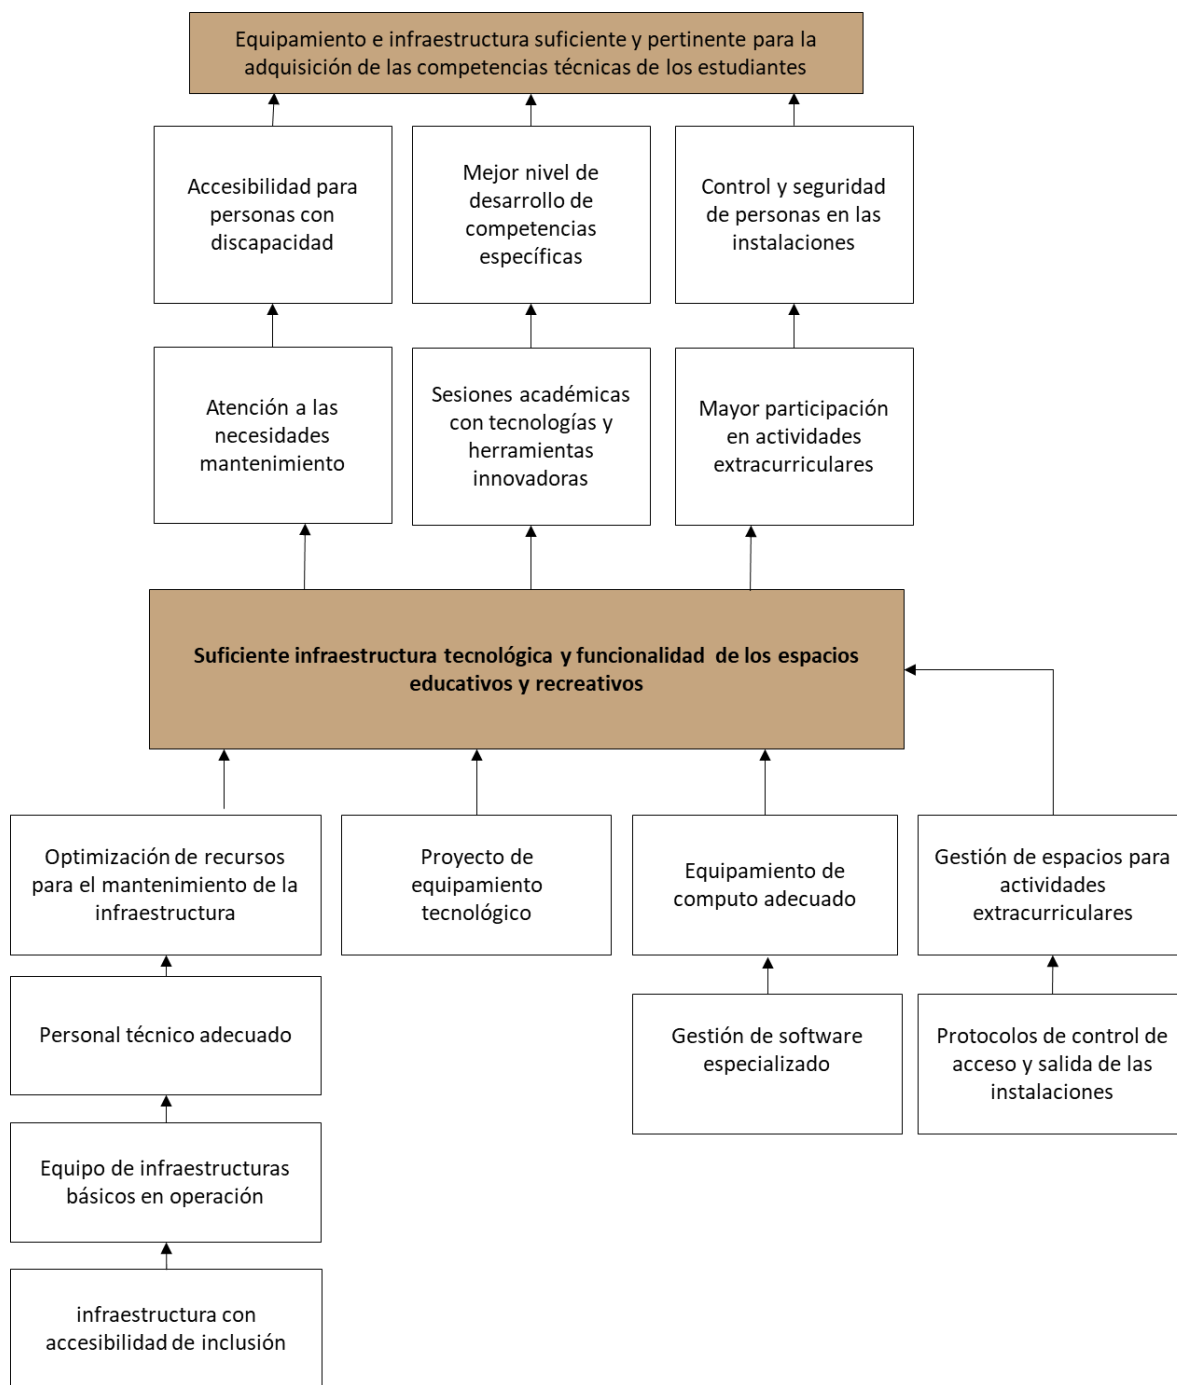 Equipamiento e infraestructura suficiente y pertinente para la
adquisición de las competencias técnicas de los estudiantes
Accesibilidad para
personas con
discapacidad
Mejor nivel de
desarrollo de
competencias
específicas
Control y seguridad
de personas en las
instalaciones
Atención a las
necesidades
mantenimiento
Sesiones académicas
con tecnologías y
herramientas
innovadoras
Mayor participación
en actividades
extracurriculares
Suficiente infraestructura tecnológica y funcionalidad de los espacios
educativos y recreativos
Optimización de recursos
para el mantenimiento de la
infraestructura
Proyecto de
equipamiento
tecnológico
Equipamiento de
computo adecuado
Gestión de espacios para
actividades
extracurriculares
Personal técnico adecuado
Gestión de software
especializado
Protocolos de control de
acceso y salida de las
instalaciones
Equipo de infraestructuras
básicos en operación
infraestructura con
accesibilidad de inclusión